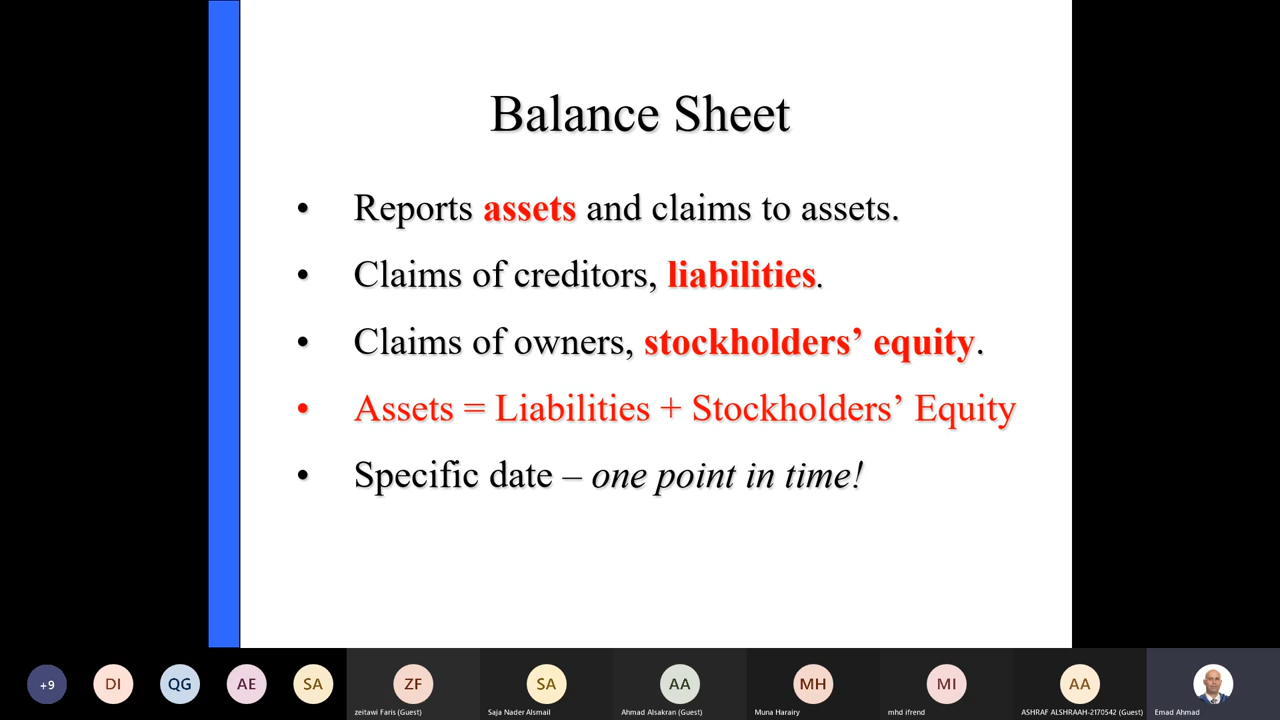 Balance Sheet
• Reports assets and claims to assets.
• Claims of creditors, liabilities.
• Claims of owners, stockholders’ equity.
• Assets = Liabilities + Stockholders’ Equity
• Specific date – one point in time!
+9
DI
QG
AE
SA
ZF
SA
AA
MH
MI
AA
zeitawi Faris (Guest)
Saja Nader Alsmail
Ahmad Alsakran (Guest)
Muna Harairy
mhd ifrend
ASHRAF ALSHRAAH-2170542 (Guest)
Emad Ahmad